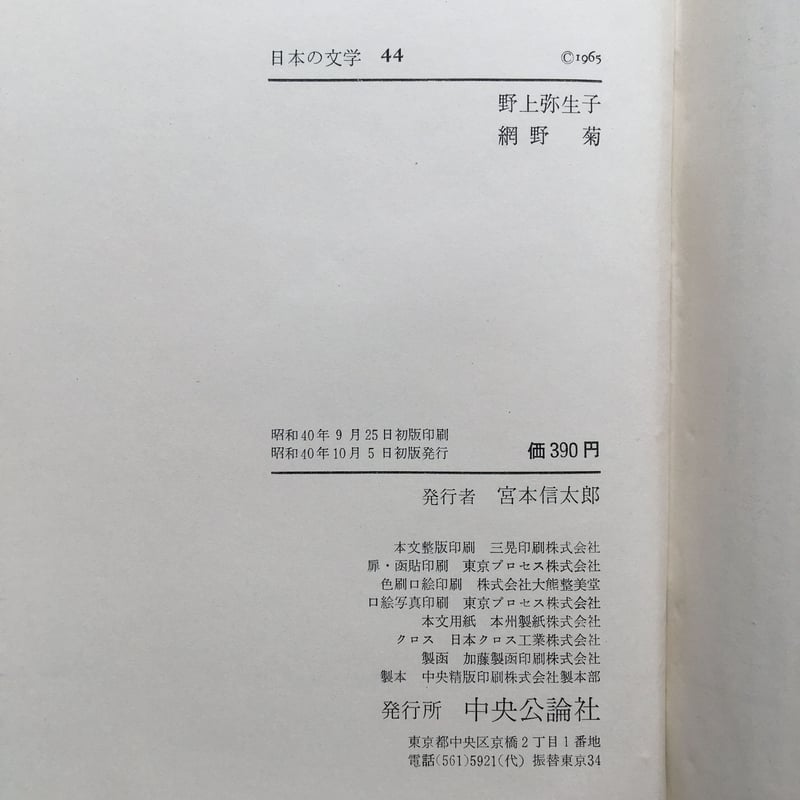 日本の文学 44 ©1965
野上弥生子
網野 菊
昭和40年9月25日初版印刷
昭和40年10月5日初版発行
価390円
発行者 宮本信太郎
本文整版印刷 三晃印刷株式会社
扉・函貼印刷 東京プロセス株式会社
色刷口絵印刷 株式会社大熊整美堂
口絵写真印刷 東京プロセス株式会社
本文用紙 本州製紙株式会社
クロス 日本クロス工業株式会社
製函 加藤製函印刷株式会社
製本 中央精版印刷株式会社製本部
発行所 中央公論社
東京都中央区京橋2丁目1番地
電話(561)5921(代) 振替東京34